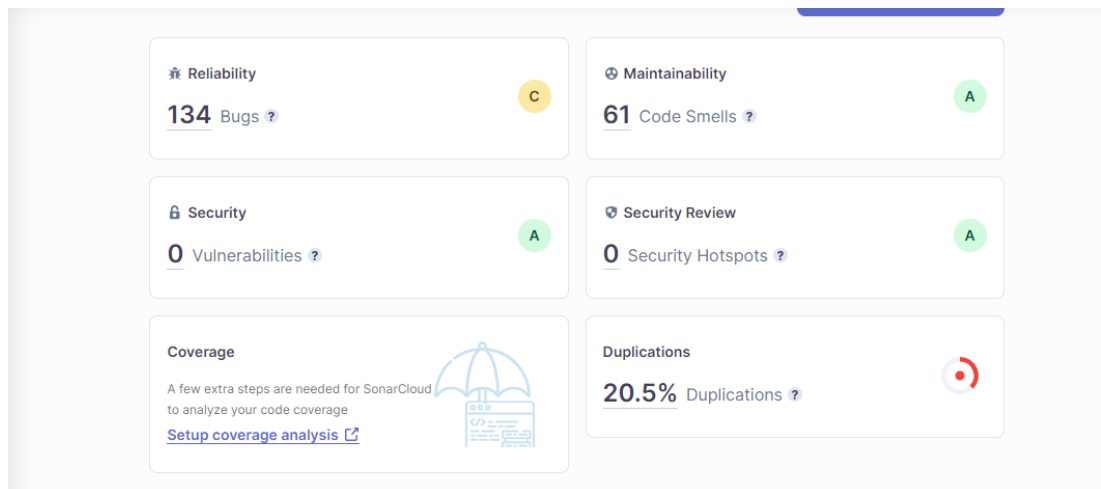 Reliability
134 Bugs ?
C
Maintainability
61 Code Smells ?
A
Security
0 Vulnerabilities ?
A
Security Review
0 Security Hotspots ?
A
Coverage
A few extra steps are needed for SonarCloud
to analyze your code coverage
Setup coverage analysis
</>
Duplications
20.5% Duplications ?